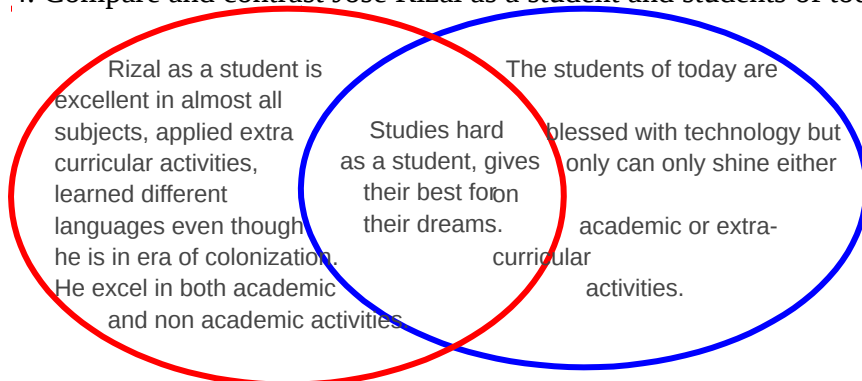 4. Compare and contrast Jose Rizal as a student and students of
Rizal as a student is
excellent in almost all
subjects, applied extra
curricular activities,
learned different
languages even though
he is in era of colonization.
He excel in both academic
and non academic activities.
Studies hard
as a student, gives
their best for
their dreams.
The students of today are
blessed with technology but
only can only shine either
on
academic or extra-
curricular
activities.